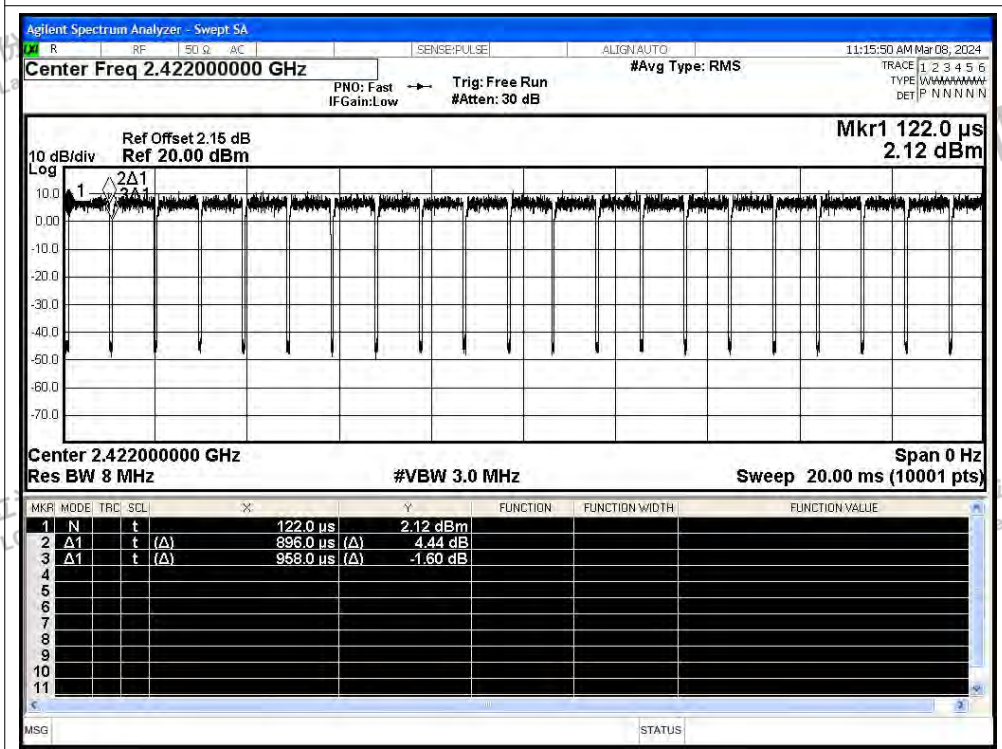 Agilent Spectrum Analyzer - Swept SA
R RF 50 Ω AC SENSE:PULSE ALIGN AUTO 11:15:50 AM Mar 08, 2024
Center Freq 2.422000000 GHz
PNO: Fast
IFGain:Low
Trig: Free Run
#Atten: 30 dB
#Avg Type: RMS
TRACE 1 2 3 4 5 6
TYPE
DET P N N N N N
Mkr1 122.0 µs
2.12 dBm
Ref Offset 2.15 dB
10 dB/div Ref 20.00 dBm
Log
1 2Δ1
3Δ1
10.0
0.00
-10.0
-20.0
-30.0
-40.0
-50.0
-60.0
-70.0
Center 2.422000000 GHz Span 0 Hz
Res BW 8 MHz #VBW 3.0 MHz Sweep 20.00 ms (10001 pts)
MKR MODE TRC SCL X Y FUNCTION FUNCTION WIDTH FUNCTION VALUE
1 N t 122.0 µs 2.12 dBm
2 Δ1 t (Δ) 896.0 µs (Δ) 4.44 dB
3 Δ1 t (Δ) 958.0 µs (Δ) -1.60 dB
4
5
6
7
8
9
10
11
MSG STATUS